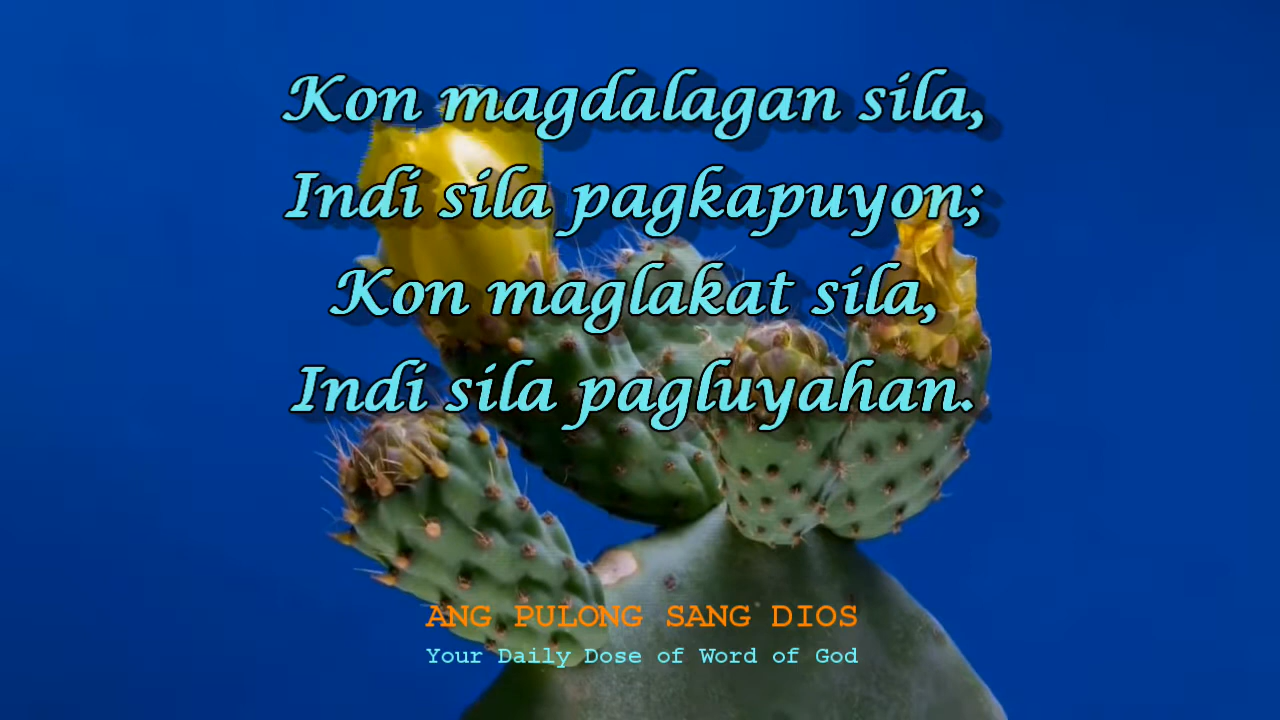 Kon magdalagan sila,
Indi sila pagkapuyon;
Kon maglakat sila,
Indi sila pagluyahan.
ANG PULONG SANG DIOS
Your Daily Dose of Word of God